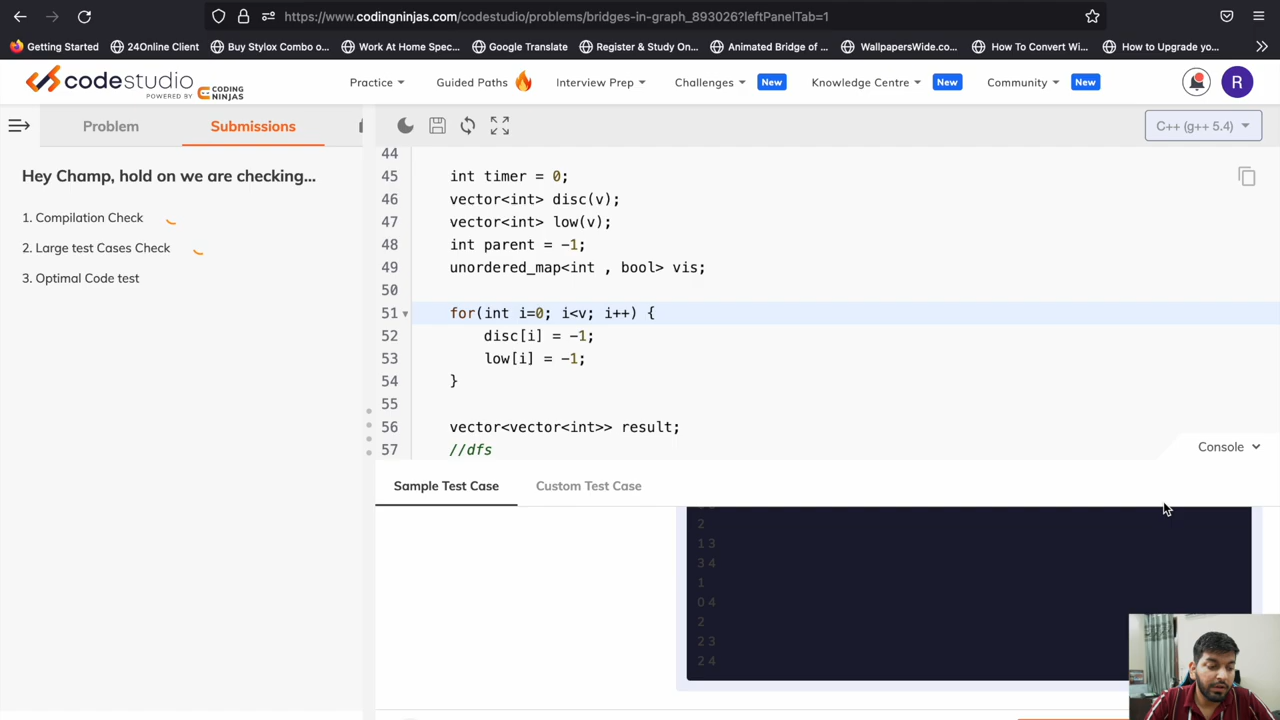 https://www.codingninjas.com/codestudio/problems/bridges-in-graph_893026?leftPanelTab=1
Getting Started 24Online Client Buy Stylox Combo o... Work At Home Spec... Google Translate Register & Study On... Animated Bridge of ... WallpapersWide.co... How To Convert Wi... How to Upgrade yo...
codestudio
POWERED BY CODING NINJAS
Practice Guided Paths Interview Prep Challenges New Knowledge Centre New Community New R
Problem Submissions
C++ (g++ 5.4)
Hey Champ, hold on we are checking...
1. Compilation Check
2. Large test Cases Check
3. Optimal Code test
44
45 int timer = 0;
46 vector<int> disc(v);
47 vector<int> low(v);
48 int parent = -1;
49 unordered_map<int , bool> vis;
50
51 for(int i=0; i<v; i++) {
52 disc[i] = -1;
53 low[i] = -1;
54 }
55
56 vector<vector<int>> result;
57 //dfs
Console
Sample Test Case Custom Test Case
2
1 3
3 4
1
0 4
2
2 3
2 4